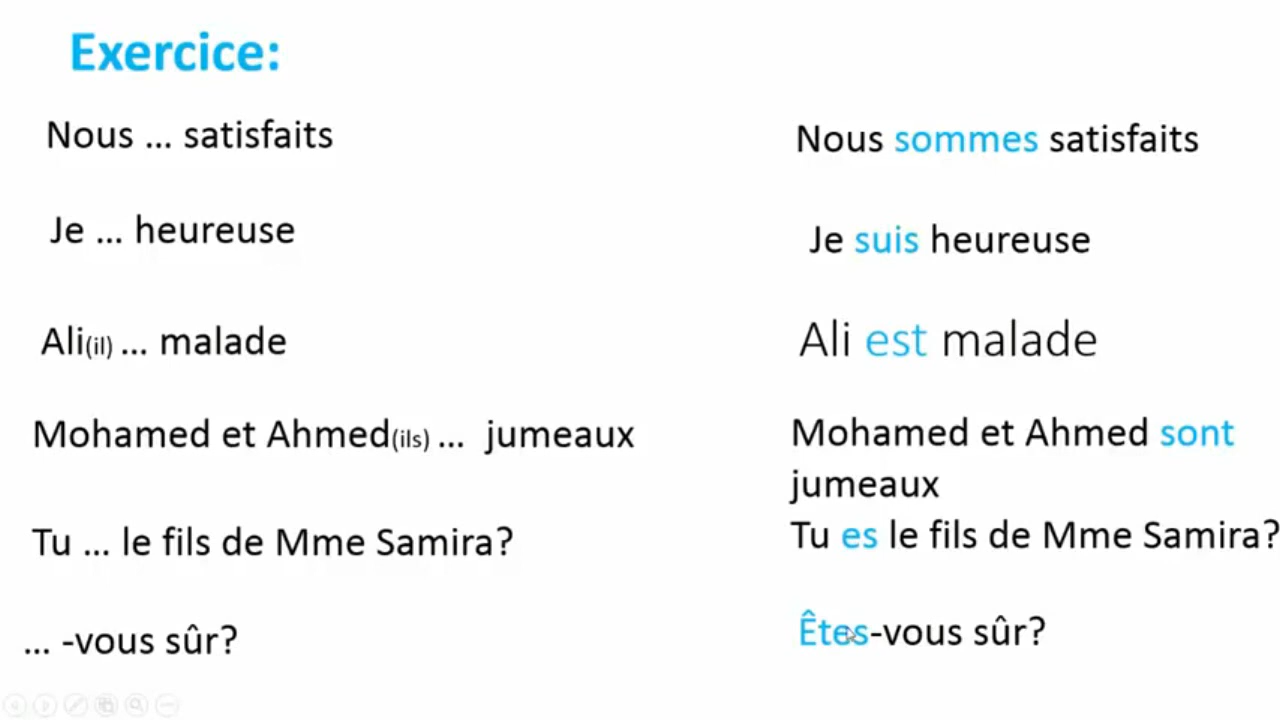 Exercice:
Nous ... satisfaits
Je ... heureuse
Ali(il) ... malade
Mohamed et Ahmed(ils) ... jumeaux
Tu ... le fils de Mme Samira?
... -vous sûr?
Nous sommes satisfaits
Je suis heureuse
Ali est malade
Mohamed et Ahmed sont
jumeaux
Tu es le fils de Mme Samira?
Êtes-vous sûr?